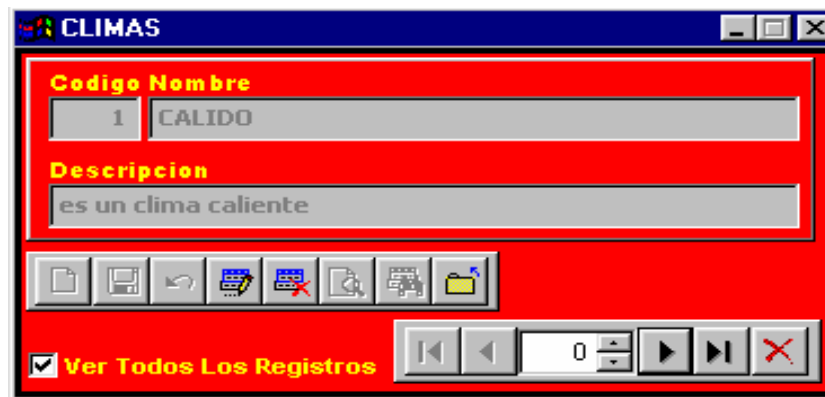 CLIMAS
Codigo Nombre
1 CALIDO
Descripcion
es un clima caliente
0
Ver Todos Los Registros